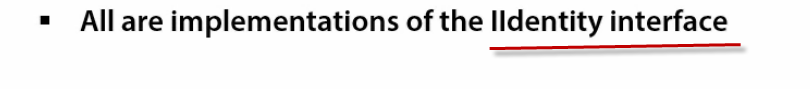 ▪ All are implementations of the IIdentity interface